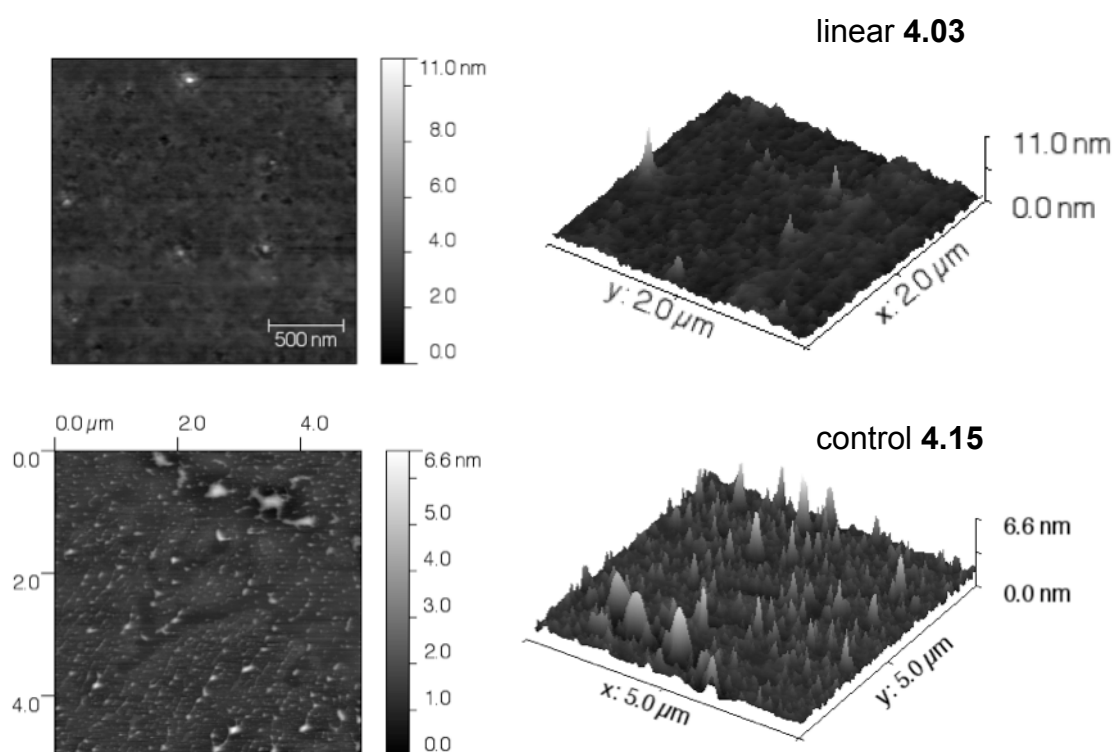 linear 4.03
11.0 nm
8.0
6.0
4.0
2.0
0.0
500 nm
11.0 nm
0.0 nm
y: 2.0 µm
x: 2.0 µm
0.0 µm 2.0 4.0
0.0
2.0
4.0
6.6 nm
5.0
4.0
3.0
2.0
1.0
0.0
control 4.15
6.6 nm
0.0 nm
x: 5.0 µm
y: 5.0 µm